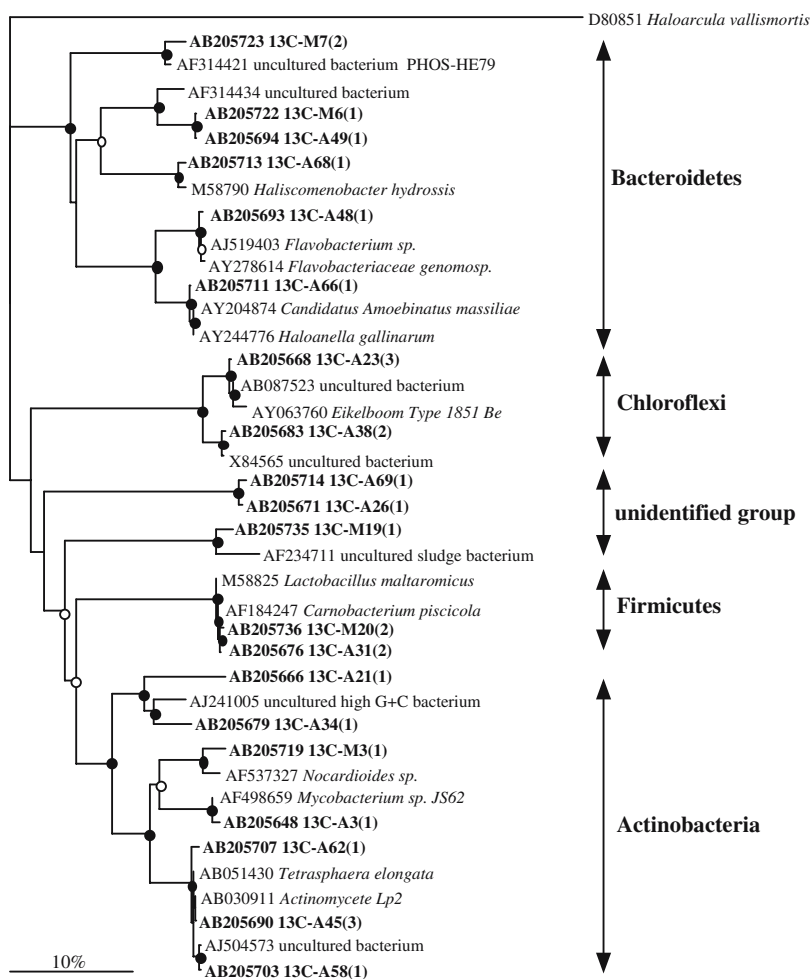 D80851 Haloarcula vallismortis
AB205723 13C-M7(2)
AF314421 uncultured bacterium PHOS-HE79
AF314434 uncultured bacterium
AB205722 13C-M6(1)
AB205694 13C-A49(1)
AB205713 13C-A68(1)
M58790 Haliscomenobacter hydrossis
Bacteroidetes
AB205693 13C-A48(1)
AJ519403 Flavobacterium sp.
AY278614 Flavobacteriaceae genomosp.
AB205711 13C-A66(1)
AY204874 Candidatus Amoebinatus massiliae
AY244776 Haloanella gallinarum
AB205668 13C-A23(3)
AB087523 uncultured bacterium
Chloroflexi
AY063760 Eikelboom Type 1851 Be
AB205683 13C-A38(2)
X84565 uncultured bacterium
AB205714 13C-A69(1)
AB205671 13C-A26(1)
unidentified group
AB205735 13C-M19(1)
AF234711 uncultured sludge bacterium
M58825 Lactobacillus maltaromicus
Firmicutes
AF184247 Carnobacterium piscicola
AB205736 13C-M20(2)
AB205676 13C-A31(2)
AB205666 13C-A21(1)
AJ241005 uncultured high G+C bacterium
AB205679 13C-A34(1)
AB205719 13C-M3(1)
AF537327 Nocardioides sp.
AF498659 Mycobacterium sp. JS62
AB205648 13C-A3(1)
Actinobacteria
AB205707 13C-A62(1)
AB051430 Tetrasphaera elongata
AB030911 Actinomycete Lp2
AB205690 13C-A45(3)
AJ504573 uncultured bacterium
AB205703 13C-A58(1)
10%